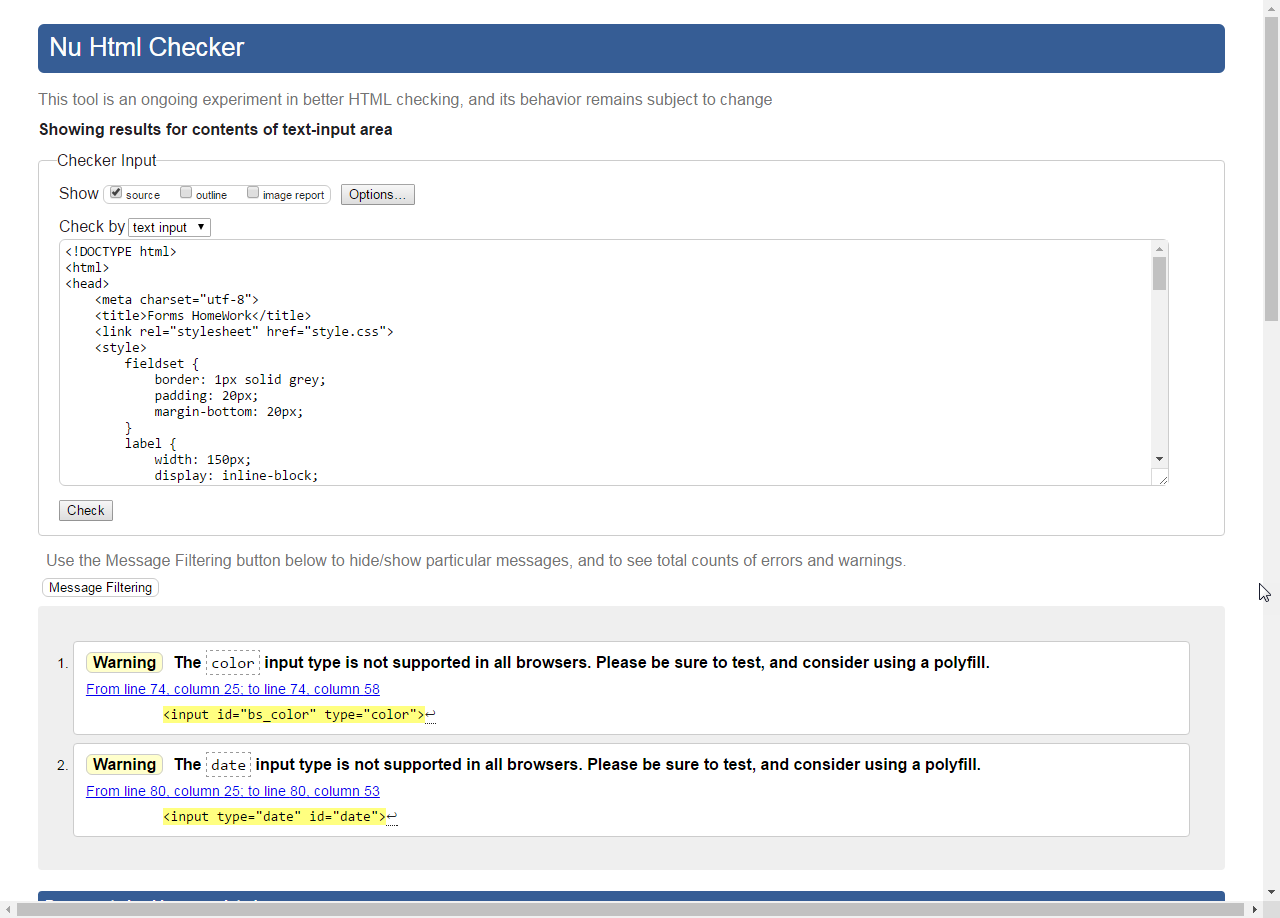 Nu Html Checker
This tool is an ongoing experiment in better HTML checking, and its behavior remains subject to change
Showing results for contents of text-input area
Checker Input
Show source outline image report Options...
Check by text input
<!DOCTYPE html>
<html>
<head>
    <meta charset="utf-8">
    <title>Forms HomeWork</title>
    <link rel="stylesheet" href="style.css">
    <style>
        fieldset {
            border: 1px solid grey;
            padding: 20px;
            margin-bottom: 20px;
        }
        label {
            width: 150px;
            display: inline-block;
Check
Use the Message Filtering button below to hide/show particular messages, and to see total counts of errors and warnings.
Message Filtering
1. Warning The color input type is not supported in all browsers. Please be sure to test, and consider using a polyfill.
From line 74, column 25; to line 74, column 58
<input id="bs_color" type="color">↩
2. Warning The date input type is not supported in all browsers. Please be sure to test, and consider using a polyfill.
From line 80, column 25; to line 80, column 53
<input type="date" id="date">↩